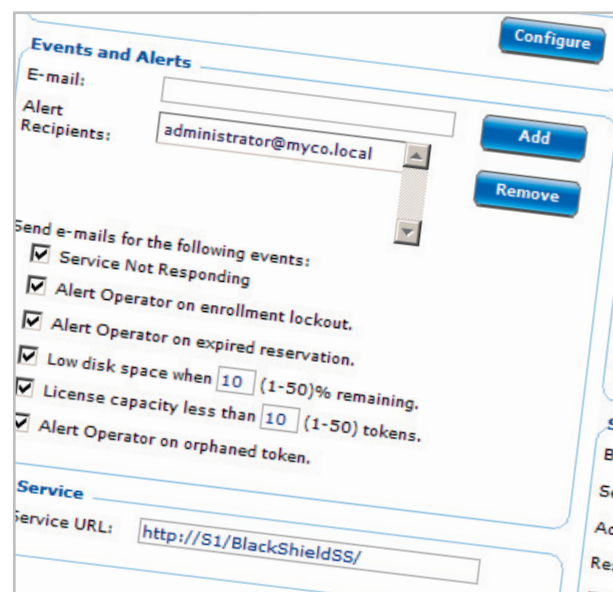 Configure
Events and Alerts
E-mail:
Add
Alert
Recipients:
administrator@myco.local
Remove
Send e-mails for the following events:
Service Not Responding
Alert Operator on enrollment lockout.
Alert Operator on expired reservation.
Low disk space when 10 (1-50)% remaining.
License capacity less than 10 (1-50) tokens.
Alert Operator on orphaned token.
Service
Service URL: http://S1/BlackShieldSS/